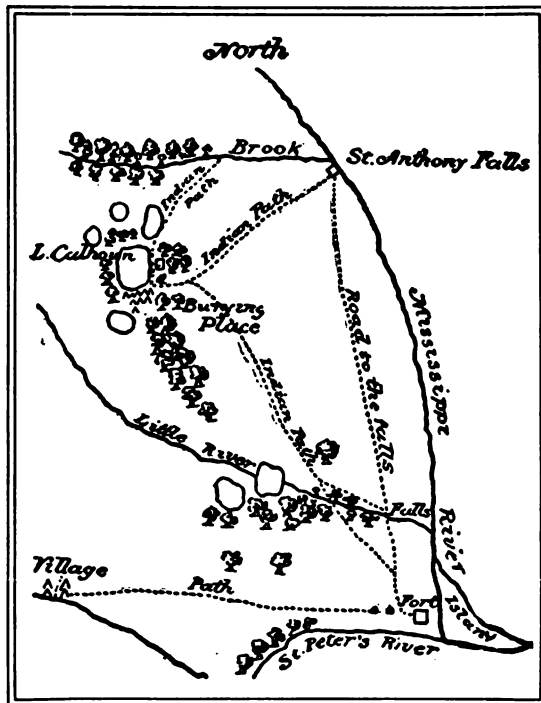 North
Brook
St. Anthony Falls
Indian Path
Indian Path
L. Calhoun
Burying
Place
Road to the falls
Mississippi
River
Indian Path
Little River
Falls
Village
Path
Fort
Island
St. Peter's River